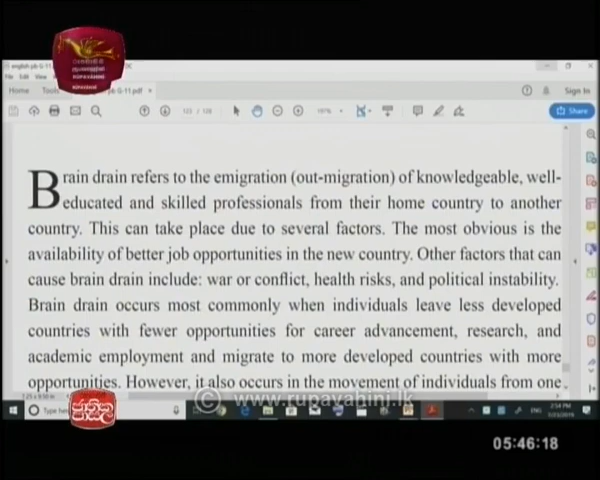 Home
Tools
Sign In
Share
Brain drain refers to the emigration (out-migration) of knowledgeable, well-
educated and skilled professionals from their home country to another
country. This can take place due to several factors. The most obvious is the
availability of better job opportunities in the new country. Other factors that can
cause brain drain include: war or conflict, health risks, and political instability.
Brain drain occurs most commonly when individuals leave less developed
countries with fewer opportunities for career advancement, research, and
academic employment and migrate to more developed countries with more
opportunities. However, it also occurs in the movement of individuals from one
© www.rupavahini.lk
ENG
05:46:18